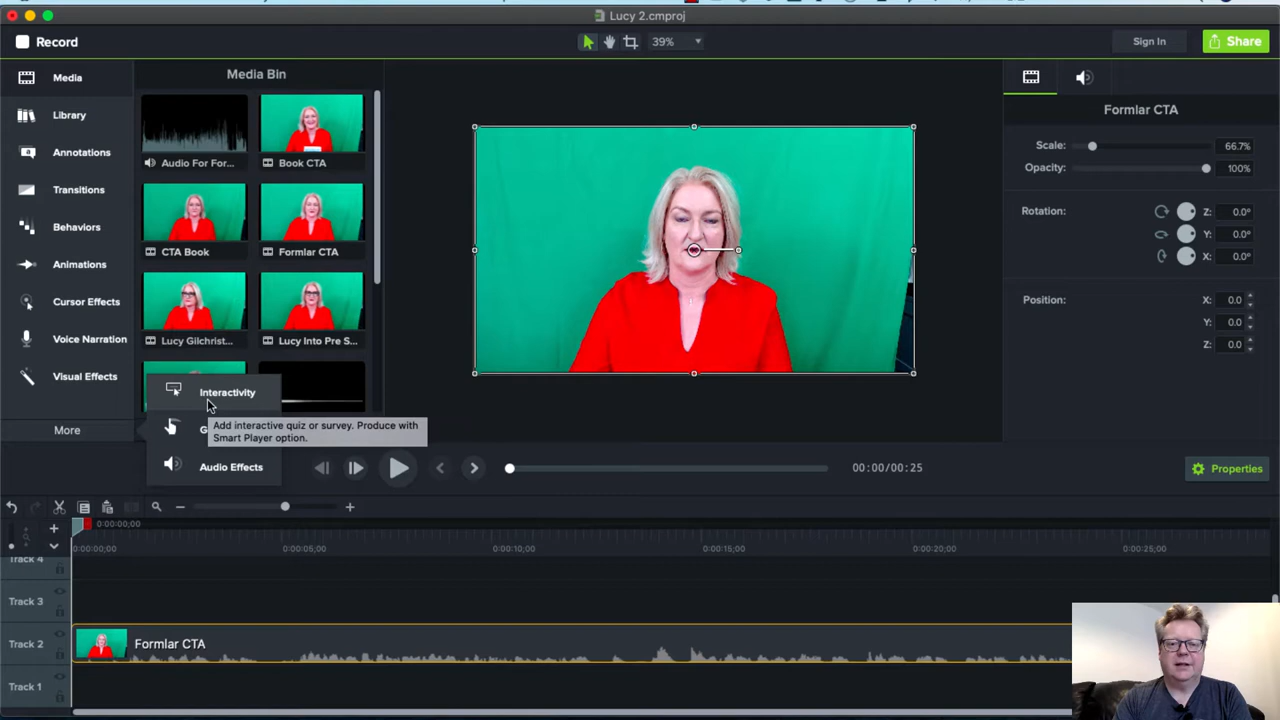 Lucy 2.cmproj
Record
39%
Sign In
Share
Media
Library
Annotations
Transitions
Behaviors
Animations
Cursor Effects
Voice Narration
Visual Effects
More
Media Bin
Audio For For...
Book CTA
CTA Book
Formlar CTA
Lucy Gilchrist...
Lucy Into Pre S...
Interactivity
G
Add interactive quiz or survey. Produce with
Smart Player option.
Audio Effects
Formlar CTA
Scale: 66.7%
Opacity: 100%
Rotation: Z: 0.0°
Y: 0.0°
X: 0.0°
Position: X: 0.0
Y: 0.0
Z: 0.0
00:00/00:25
Properties
0:00:00;00
0:00:00;00 0:00:05;00 0:00:10;00 0:00:15;00 0:00:20;00 0:00:25;00
Track 4
Track 3
Track 2
Formlar CTA
Track 1